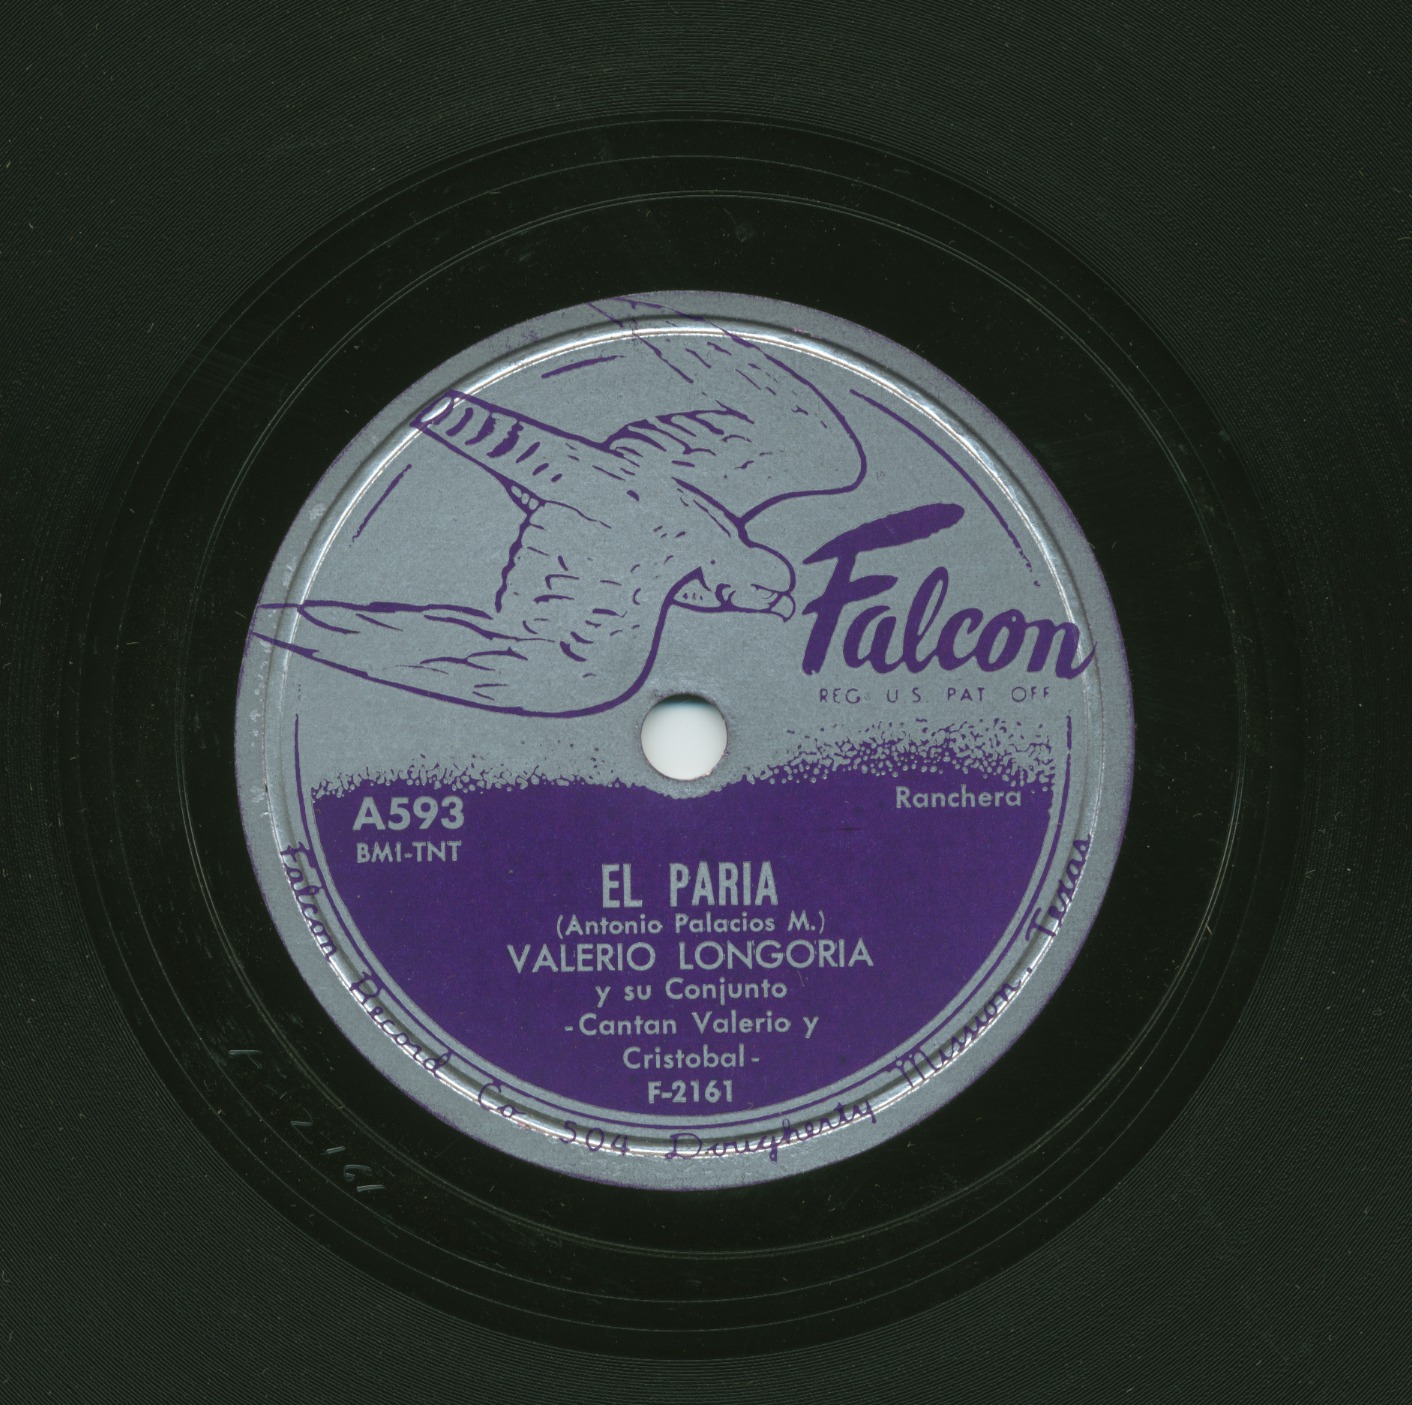 Falcon
REG. U.S. PAT. OFF
A593
Ranchera
BMI-TNT
EL PARIA
(Antonio Palacios M.)
VALERIO LONGORIA
y su Conjunto
-Cantan Valerio y
Cristobal-
F-2161
Falcon Record Co. 504 Dougherty Mission, Texas
F-2161